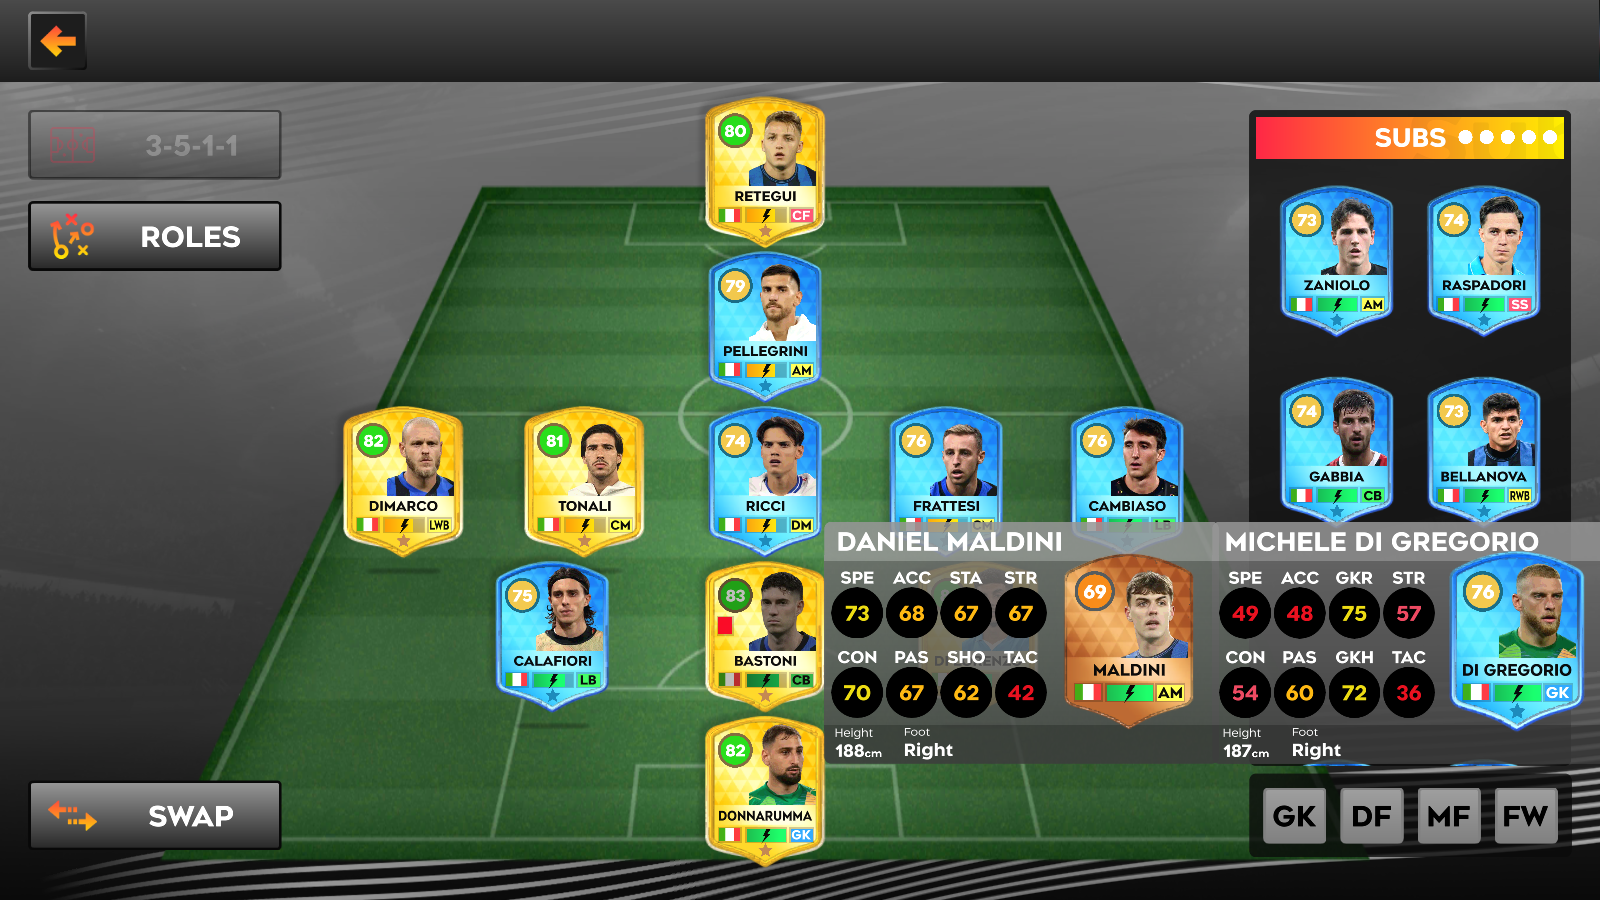 3-5-1-1
ROLES
SWAP
80
RETEGUI
CF
79
PELLEGRINI
AM
82
DIMARCO
LWB
81
TONALI
CM
74
RICCI
DM
76
FRATTESI
CM
76
CAMBIASO
LB
75
CALAFIORI
LB
83
BASTONI
CB
82
DONNARUMMA
GK
SUBS
73
ZANIOLO
AM
74
RASPADORI
SS
74
GABBIA
CB
73
BELLANOVA
RWB
DANIEL MALDINI
SPE ACC STA STR
73 68 67 67
CON PAS SHO TAC
70 67 62 42
Height Foot
188cm Right
69
MALDINI
AM
MICHELE DI GREGORIO
SPE ACC GKR STR
49 48 75 57
CON PAS GKH TAC
54 60 72 36
Height Foot
187cm Right
76
DI GREGORIO
GK
GK DF MF FW